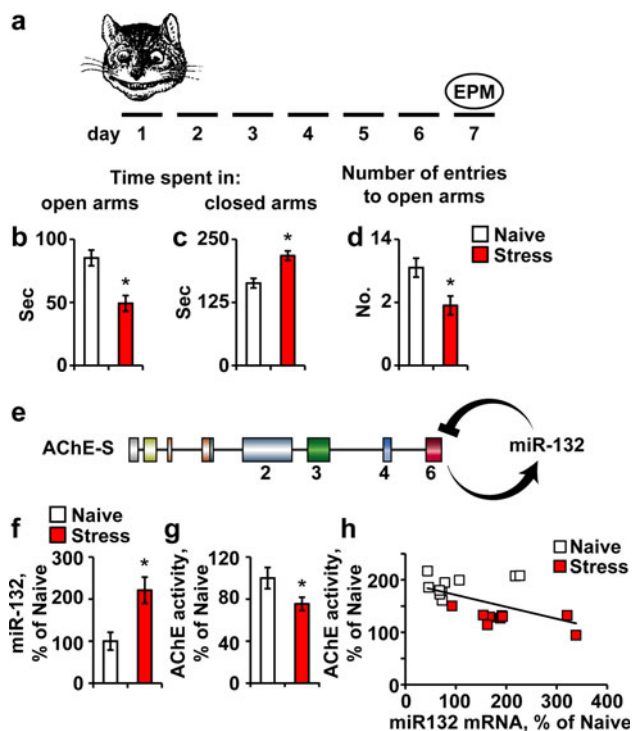 a
EPM
day 1 2 3 4 5 6 7
Time spent in:
open arms closed arms
Number of entries
to open arms
b
100
50
0
Sec
*
c
250
125
0
Sec
*
d
14
2
0
No.
*
Naive
Stress
e
AChE-S
2 3 4 6
miR-132
f
Naive
Stress
miR-132,
% of Naive
300
200
100
0
*
g
AChE activity,
% of Naive
120
80
40
0
*
h
AChE activity,
% of Naive
200
100
0
0 100 200 300 400
miR132 mRNA, % of Naive
Naive
Stress